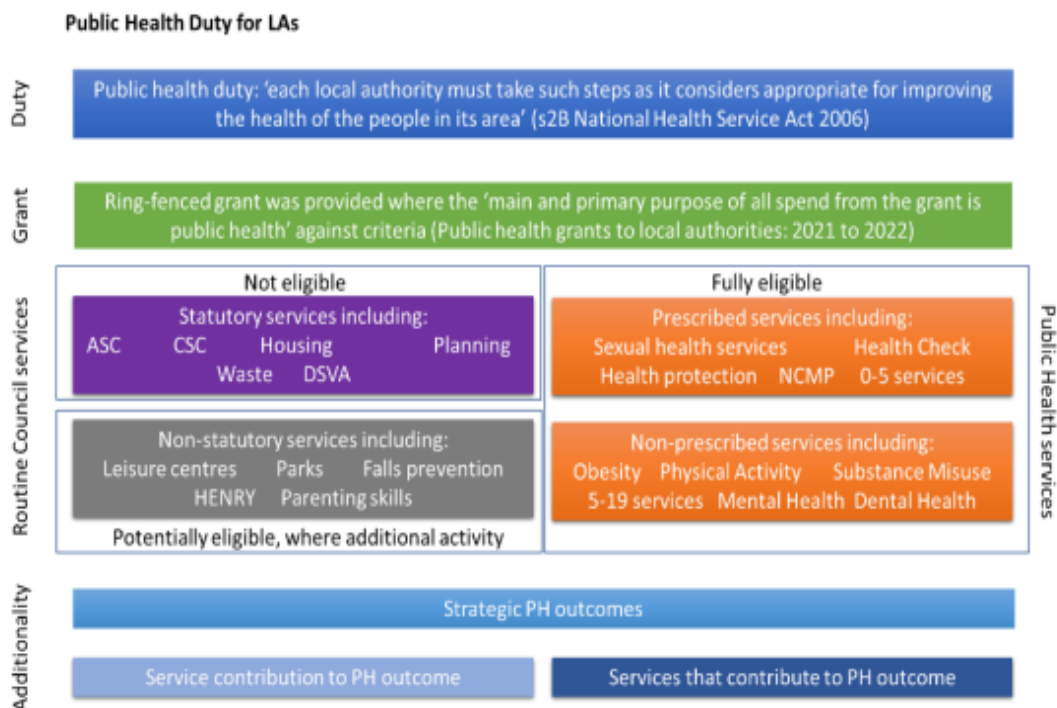 Public Health Duty for LAs
Duty
Public health duty: ‘each local authority must take such steps as it considers appropriate for improving
the health of the people in its area’ (s2B National Health Service Act 2006)
Grant
Ring-fenced grant was provided where the ‘main and primary purpose of all spend from the grant is
public health’ against criteria (Public health grants to local authorities: 2021 to 2022)
Routine Council services
Not eligible
Statutory services including:
ASC CSC Housing Planning
Waste DSVA
Non-statutory services including:
Leisure centres Parks Falls prevention
HENRY Parenting skills
Potentially eligible, where additional activity
Fully eligible
Prescribed services including:
Sexual health services Health Check
Health protection NCMP 0-5 services
Non-prescribed services including:
Obesity Physical Activity Substance Misuse
5-19 services Mental Health Dental Health
Public Health services
Additionality
Strategic PH outcomes
Service contribution to PH outcome
Services that contribute to PH outcome